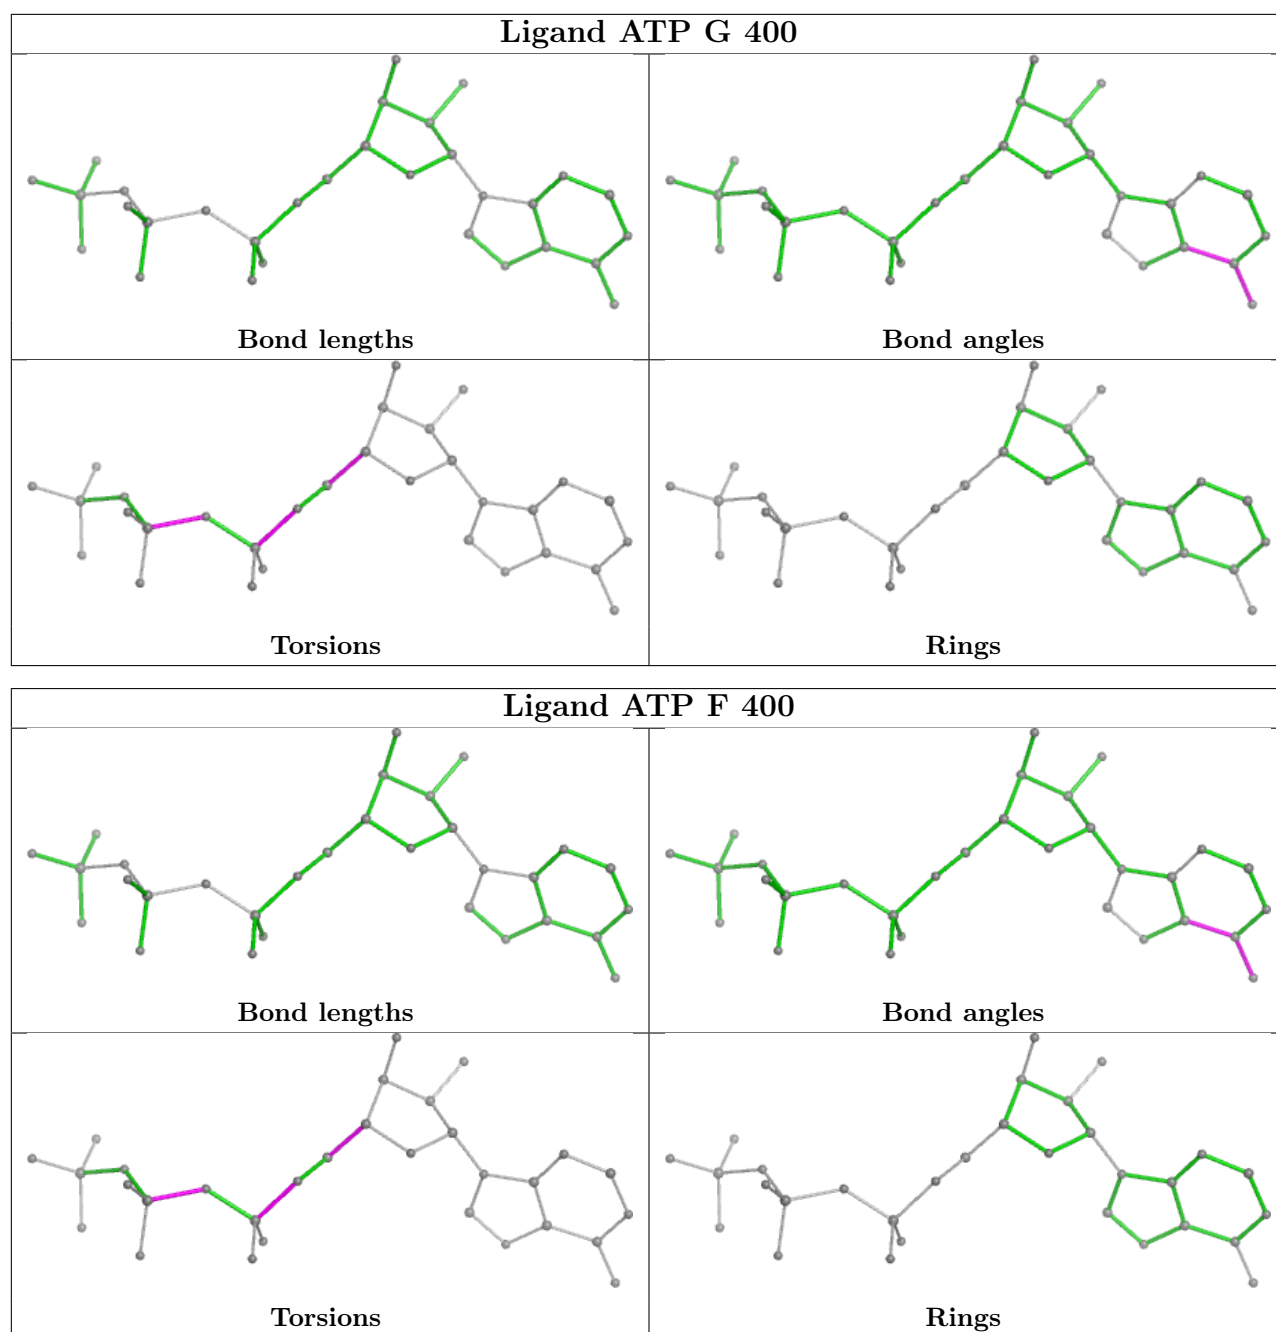 Ligand ATP G 400
Bond lengths
Bond angles
Torsions
Rings
Ligand ATP F 400
Bond lengths
Bond angles
Torsions
Rings